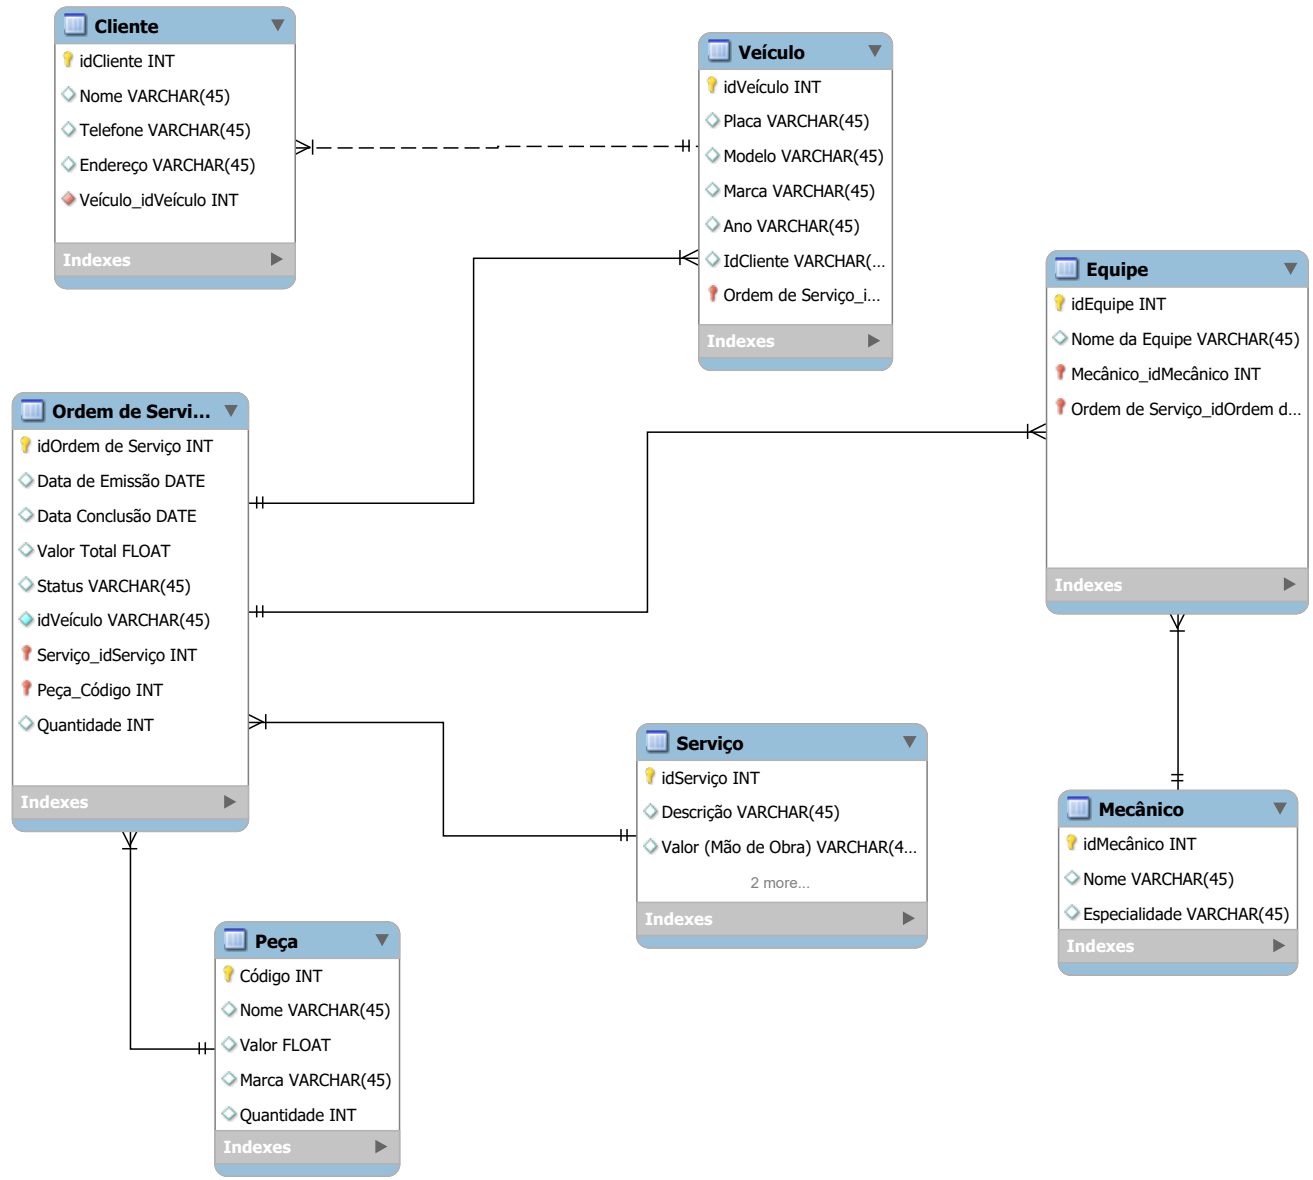 Cliente
idCliente INT
Nome VARCHAR(45)
Telefone VARCHAR(45)
Endereço VARCHAR(45)
Veículo_idVeículo INT
Indexes
Veículo
idVeículo INT
Placa VARCHAR(45)
Modelo VARCHAR(45)
Marca VARCHAR(45)
Ano VARCHAR(45)
IdCliente VARCHAR(...
Ordem de Serviço_i...
Indexes
Equipe
idEquipe INT
Nome da Equipe VARCHAR(45)
Mecânico_idMecânico INT
Ordem de Serviço_idOrdem d...
Indexes
Ordem de Servi...
idOrdem de Serviço INT
Data de Emissão DATE
Data Conclusão DATE
Valor Total FLOAT
Status VARCHAR(45)
idVeículo VARCHAR(45)
Serviço_idServiço INT
Peça_Código INT
Quantidade INT
Indexes
Serviço
idServiço INT
Descrição VARCHAR(45)
Valor (Mão de Obra) VARCHAR(4...
2 more...
Indexes
Mecânico
idMecânico INT
Nome VARCHAR(45)
Especialidade VARCHAR(45)
Indexes
Peça
Código INT
Nome VARCHAR(45)
Valor FLOAT
Marca VARCHAR(45)
Quantidade INT
Indexes